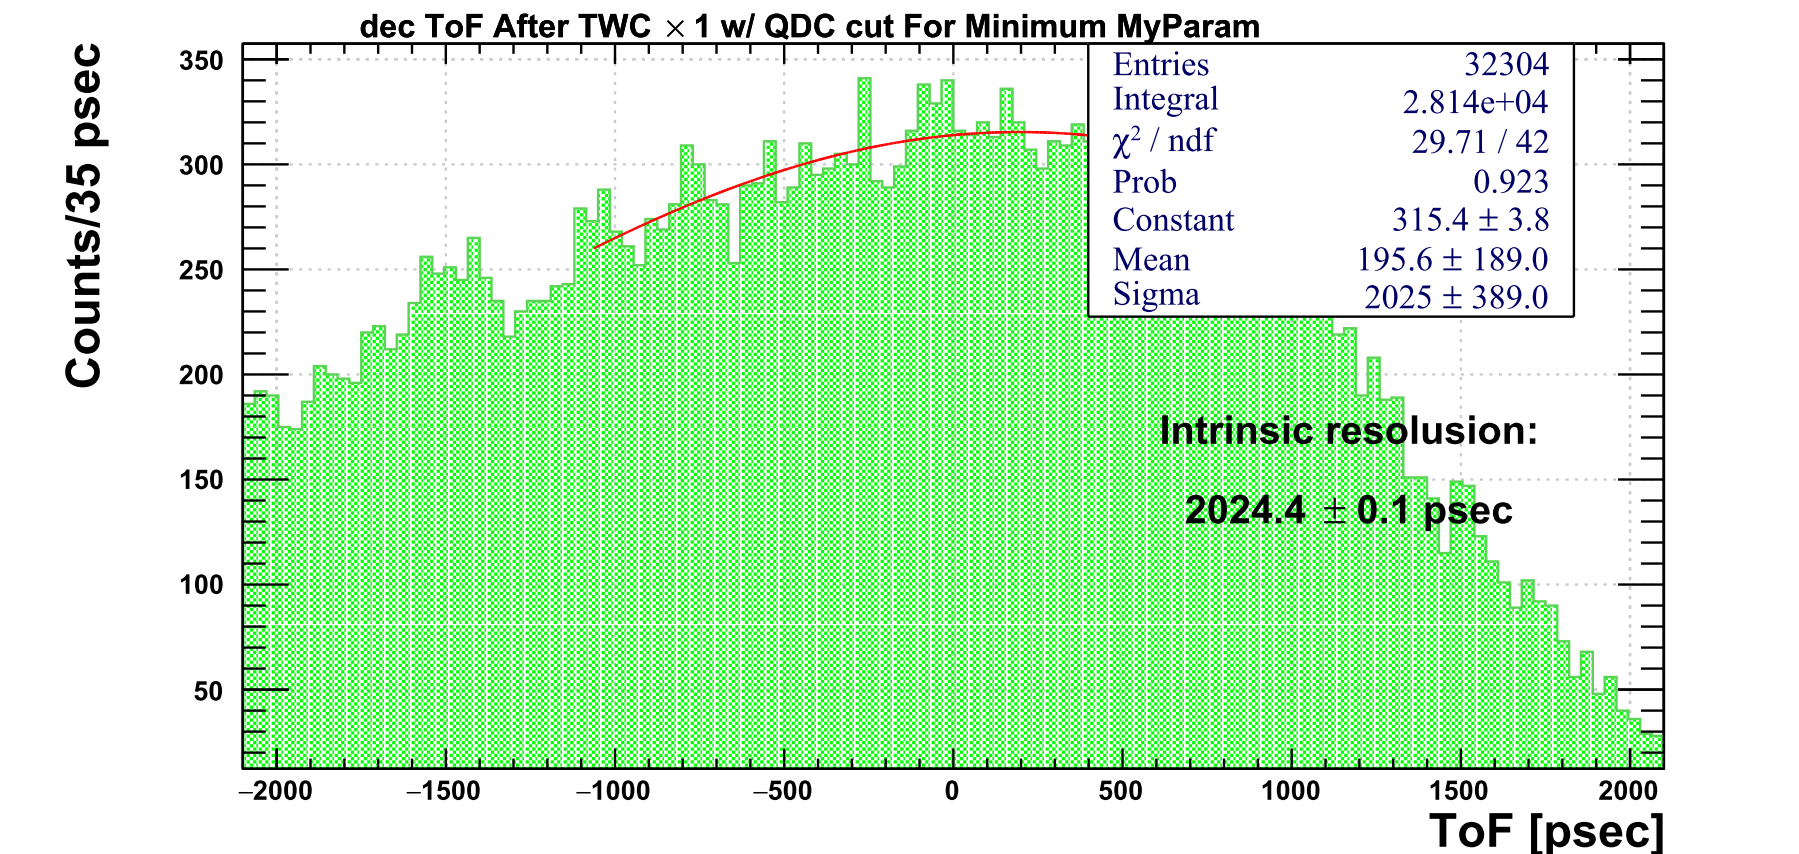 dec ToF After TWC × 1 w/ QDC cut For Minimum MyParam
Counts/35 psec
350
300
250
200
150
100
50
Entries 32304
Integral 2.814e+04
χ² / ndf 29.71 / 42
Prob 0.923
Constant 315.4 ± 3.8
Mean 195.6 ± 189.0
Sigma 2025 ± 389.0
Intrinsic resolusion:
2024.4 ± 0.1 psec
−2000 −1500 −1000 −500 0 500 1000 1500 2000
ToF [psec]